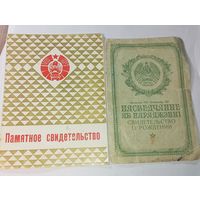 Памятное свидетельство
ПАСВЕДЧАННЕ
АБ НАРАДЖЭННІ
СВИДЕТЕЛЬСТВО
О РОЖДЕНИИ